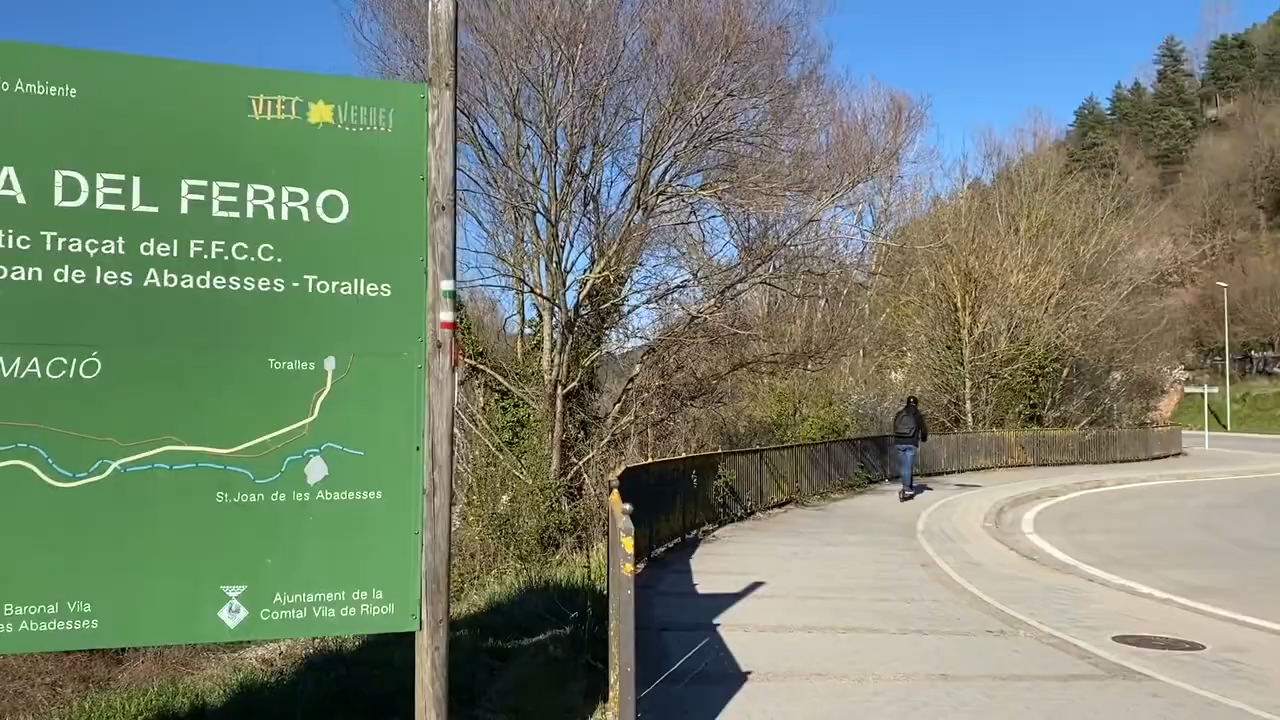 o Ambiente
VIES VERDES
A DEL FERRO
tic Traçat del F.F.C.C.
oan de les Abadesses - Toralles
MACIÓ
Toralles
St. Joan de les Abadesses
Baronal Vila
es Abadesses
Ajuntament de la
Comtal Vila de Ripoll